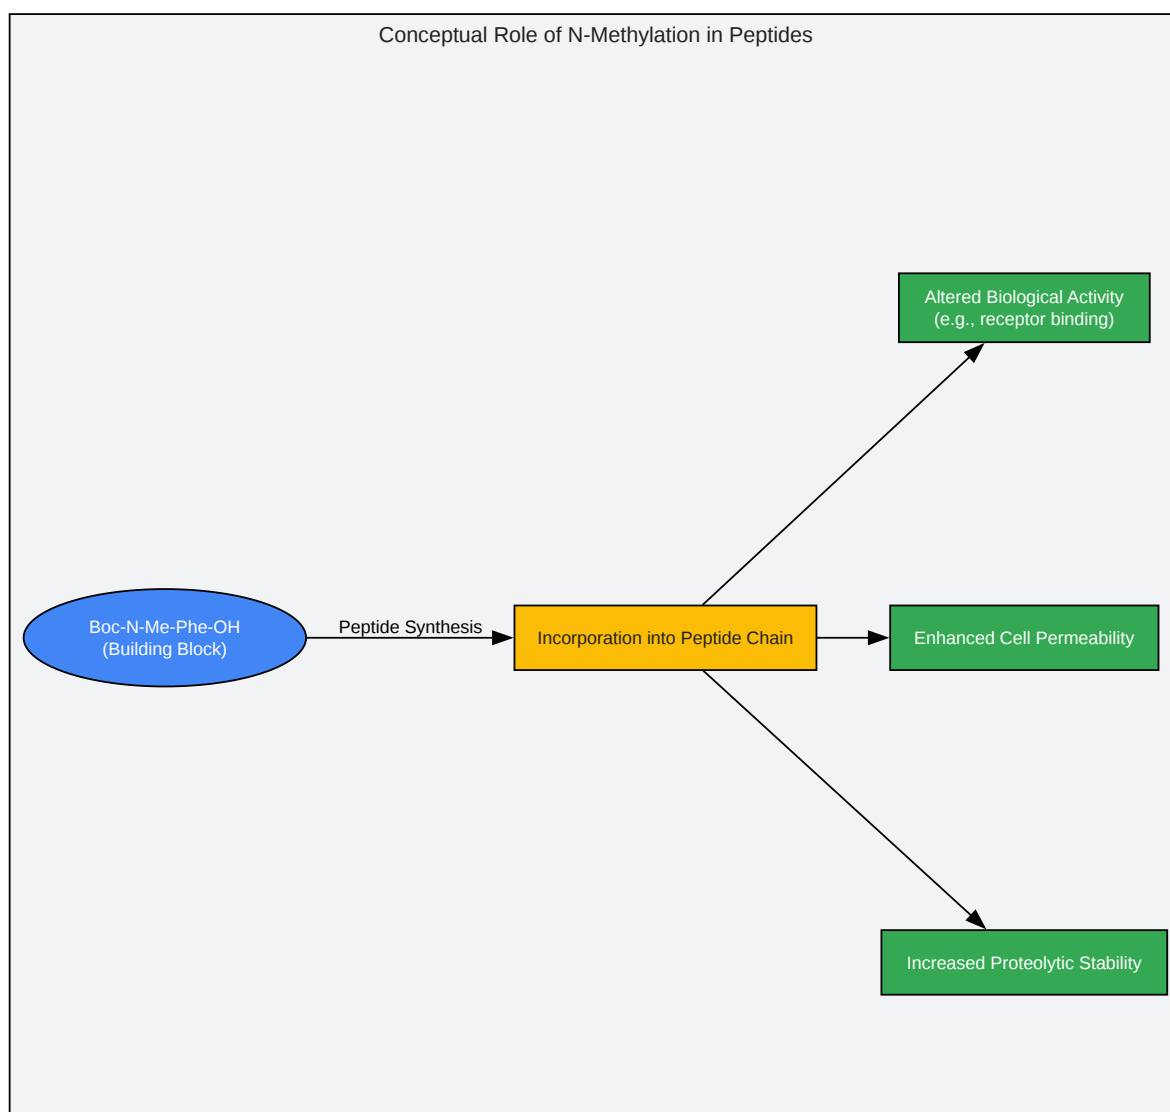 Conceptual Role of N-Methylation in Peptides
Altered Biological Activity
(e.g., receptor binding)
Boc-N-Me-Phe-OH
(Building Block)
Peptide Synthesis
Incorporation into Peptide Chain
Enhanced Cell Permeability
Increased Proteolytic Stability